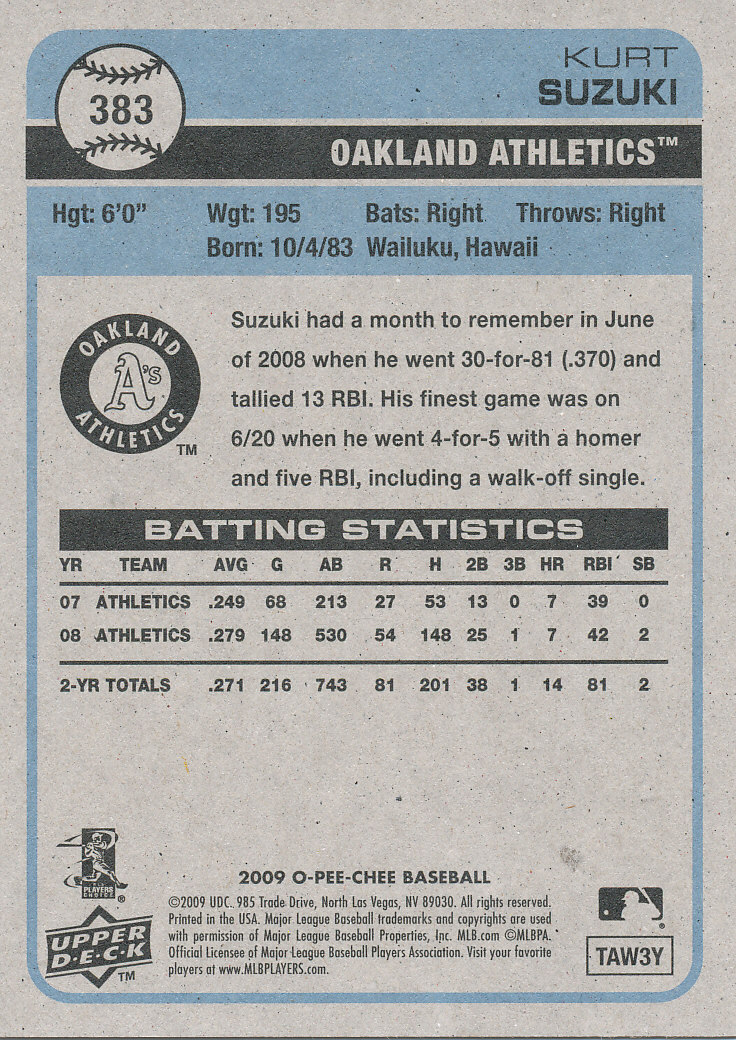 383
KURT
SUZUKI
OAKLAND ATHLETICS™
Hgt: 6'0" Wgt: 195 Bats: Right Throws: Right
Born: 10/4/83 Wailuku, Hawaii
OAKLAND
A's
ATHLETICS
TM
Suzuki had a month to remember in June
of 2008 when he went 30-for-81 (.370) and
tallied 13 RBI. His finest game was on
6/20 when he went 4-for-5 with a homer
and five RBI, including a walk-off single.
BATTING STATISTICS
YR TEAM AVG G AB R H 2B 3B HR RBI SB
07 ATHLETICS .249 68 213 27 53 13 0 7 39 0
08 ATHLETICS .279 148 530 54 148 25 1 7 42 2
2-YR TOTALS .271 216 743 81 201 38 1 14 81 2
PLAYERS
CHOICE
®
UPPER
D·E·C·K
TM
2009 O-PEE-CHEE BASEBALL
©2009 UDC. 985 Trade Drive, North Las Vegas, NV 89030. All rights reserved.
Printed in the USA. Major League Baseball trademarks and copyrights are used
with permission of Major League Baseball Properties, Inc. MLB.com ©MLBPA.
Official Licensee of Major League Baseball Players Association. Visit your favorite
players at www.MLBPLAYERS.com.
®
TAW3Y